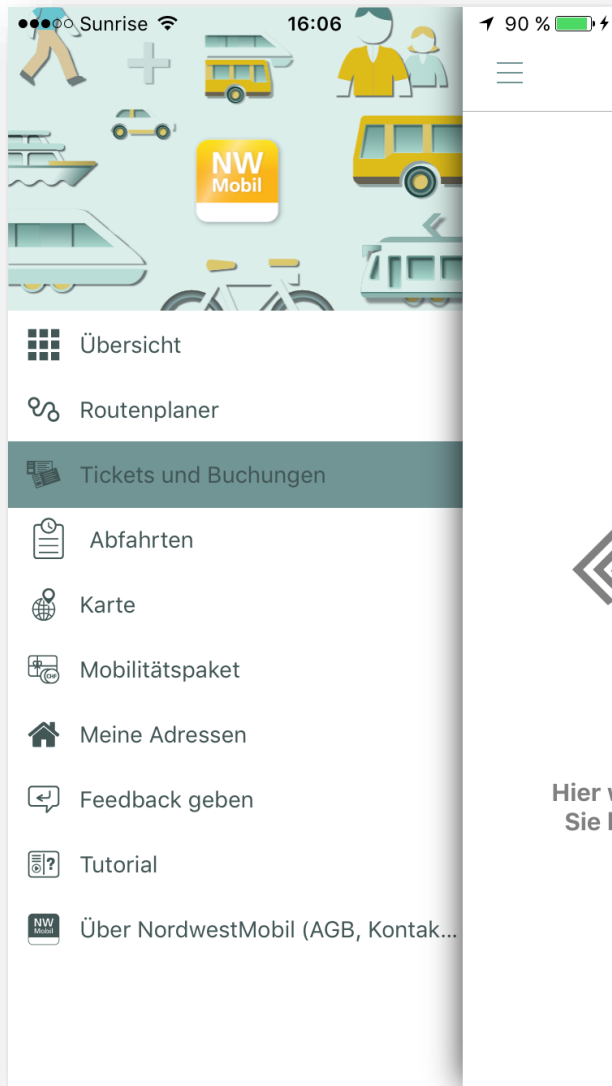 Sunrise 16:06 90 %
NW
Mobil
Übersicht
Routenplaner
Tickets und Buchungen
Abfahrten
Karte
CHF
Mobilitätspaket
Meine Adressen
Feedback geben
?
Tutorial
NW
Mobil
Über NordwestMobil (AGB, Kontak...
Hier
Sie